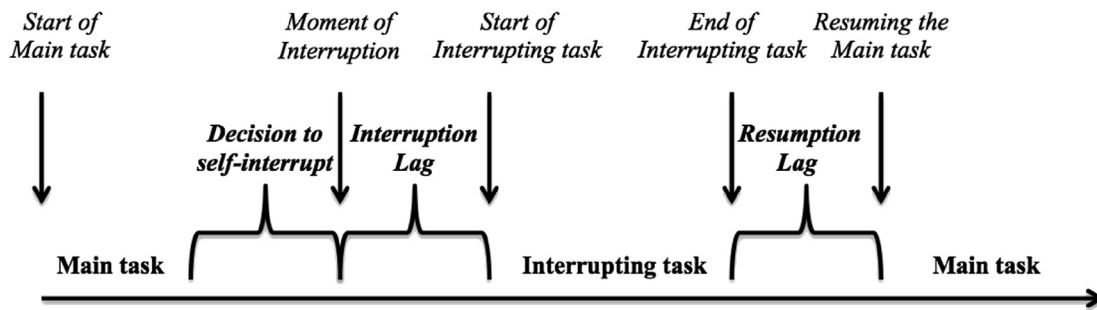 Start of
Main task
Moment of
Interruption
Start of
Interrupting task
End of
Interrupting task
Resuming the
Main task
Decision to
self-interrupt
Interruption
Lag
Resumption
Lag
Main task
Interrupting task
Main task